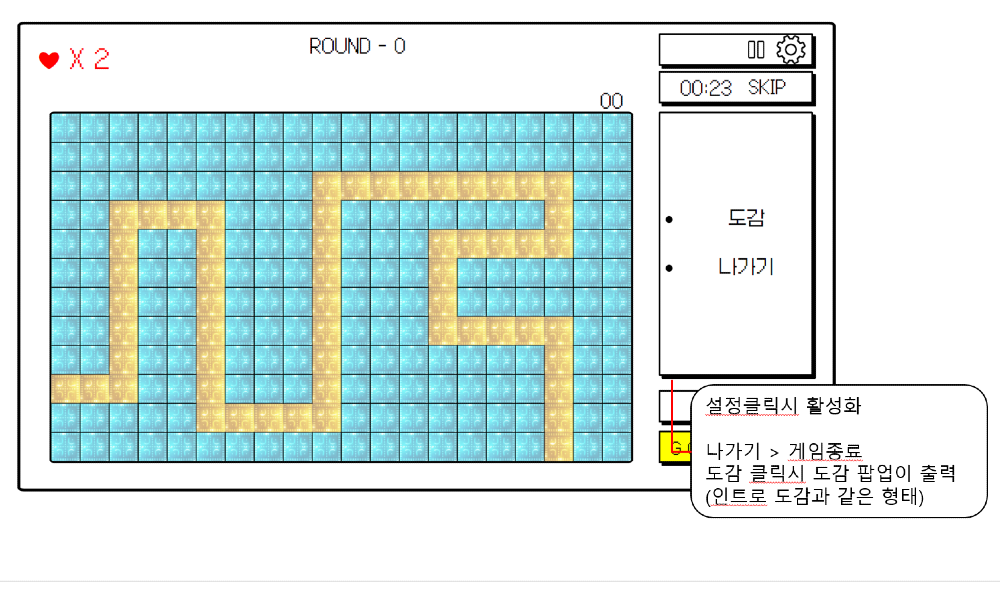 ROUND - 0
X 2
00:23 SKIP
00
도감
나가기
설정클릭시 활성화
나가기 > 게임종료
도감 클릭시 도감 팝업이 출력
(인트로 도감과 같은 형태)